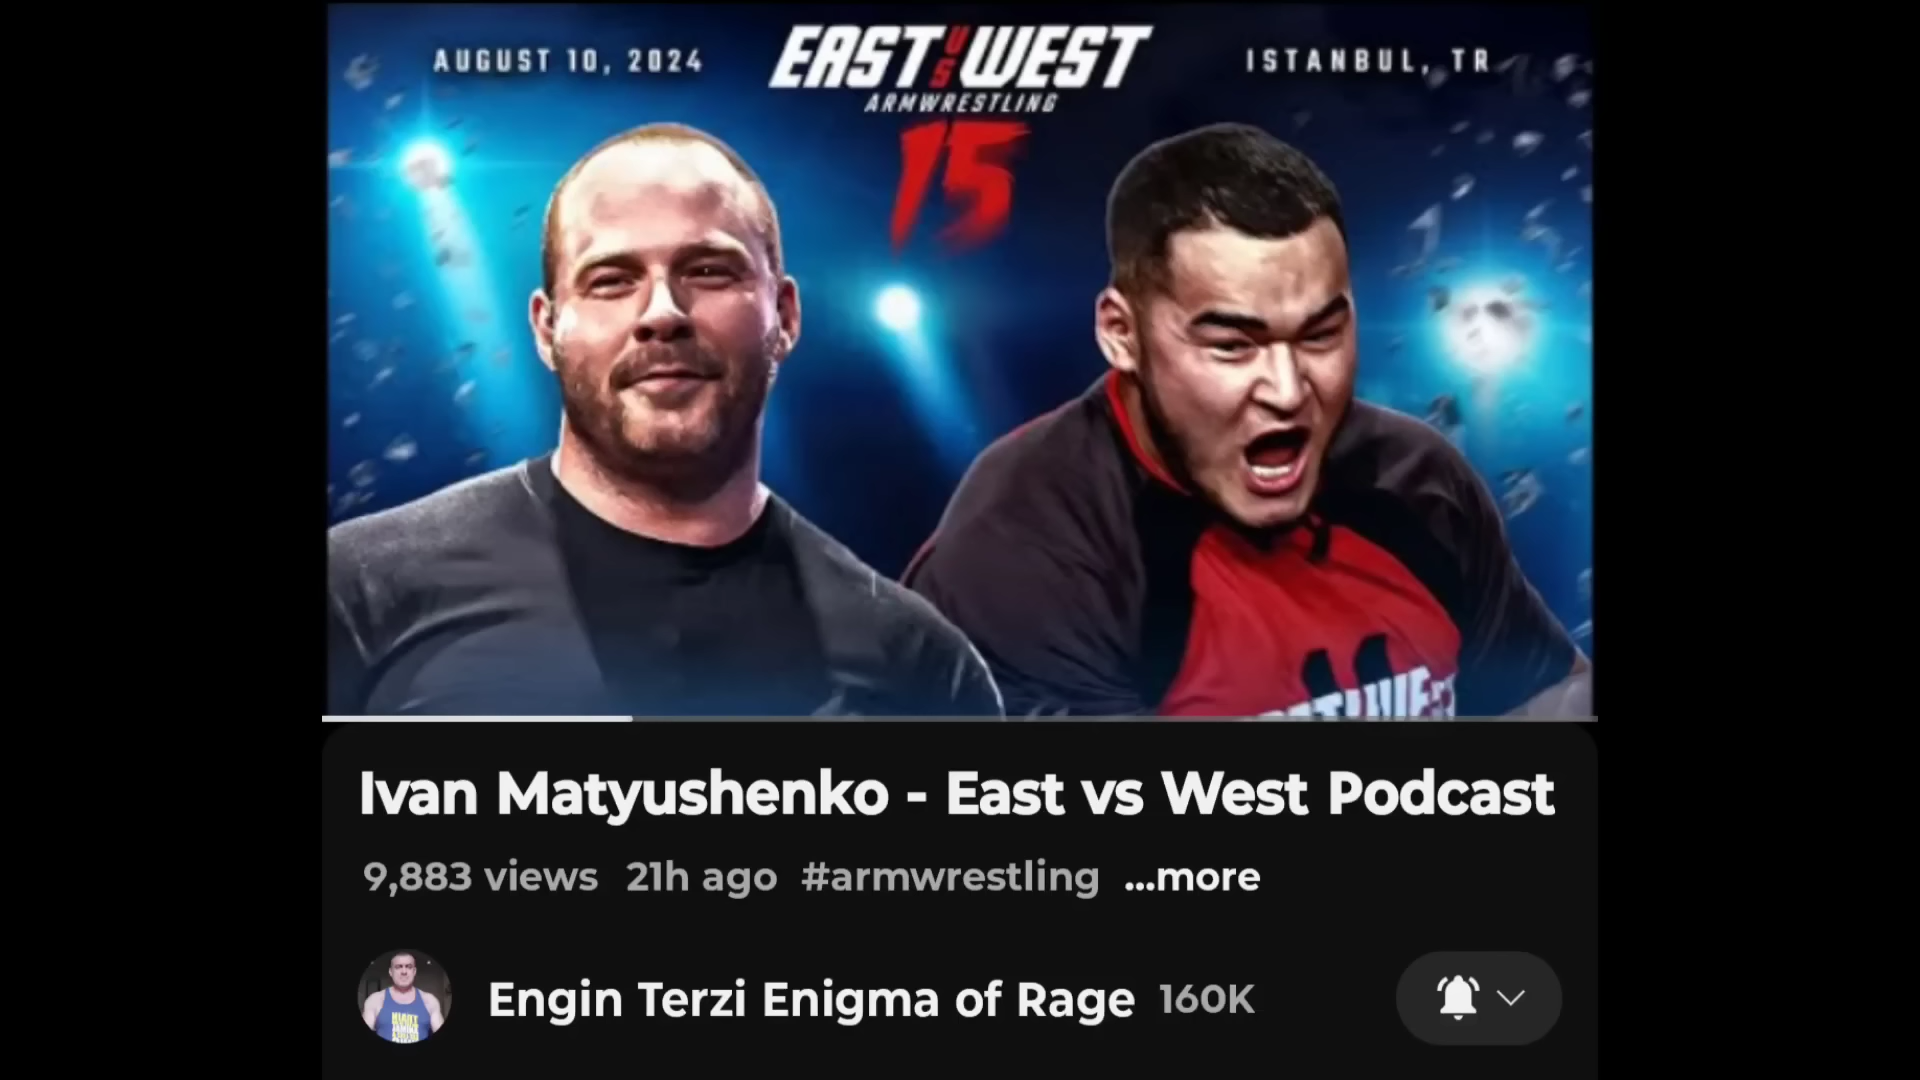 AUGUST 10, 2024
EAST VS WEST
ARMWRESTLING
ISTANBUL, TR
15
Ivan Matyushenko - East vs West Podcast
9,883 views 21h ago #armwrestling ...more
Engin Terzi Enigma of Rage 160K